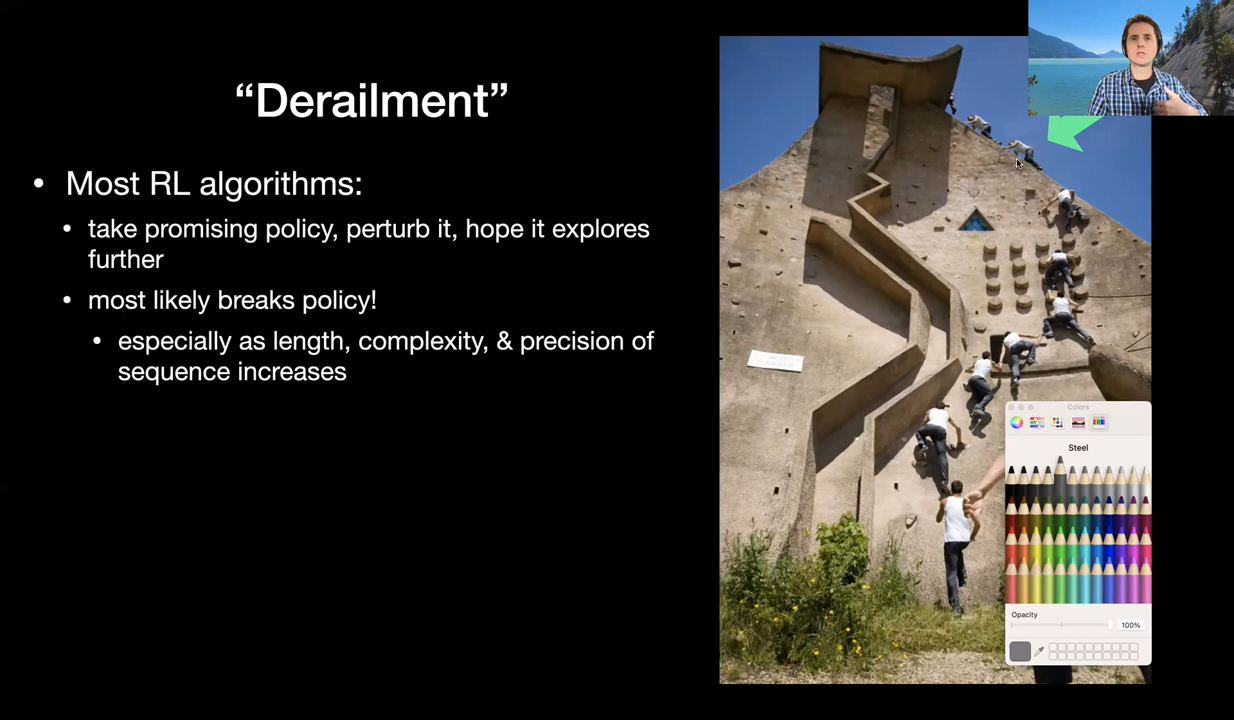 “Derailment”
• Most RL algorithms:
• take promising policy, perturb it, hope it explores
further
• most likely breaks policy!
• especially as length, complexity, & precision of
sequence increases
Colors
Steel
Opacity
100%